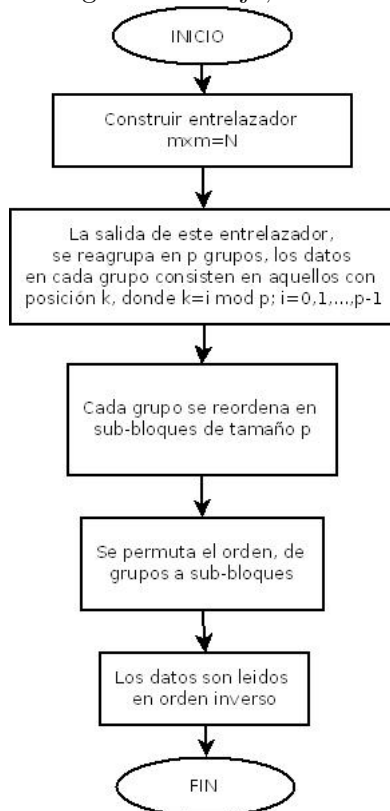 INICIO
Construir entrelazador
m×m=N
La salida de este entrelazador,
se reagrupa en p grupos, los datos
en cada grupo consisten en aquellos con
posición k, donde k=i mod p; i=0,1,...,p-1
Cada grupo se reordena en
sub-bloques de tamaño p
Se permuta el orden, de
grupos a sub-bloques
Los datos son leidos
en orden inverso
FIN